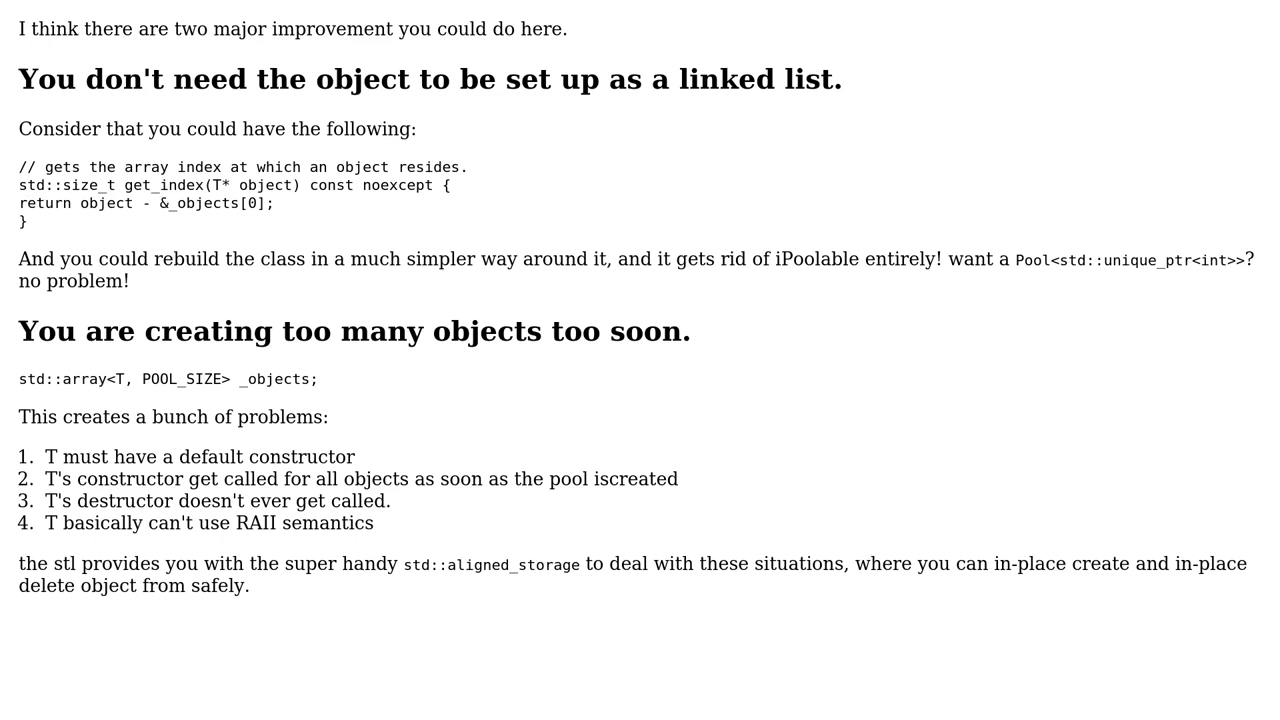 I think there are two major improvement you could do here.
You don't need the object to be set up as a linked list.
Consider that you could have the following:
// gets the array index at which an object resides.
std::size_t get_index(T* object) const noexcept {
return object - &_objects[0];
}
And you could rebuild the class in a much simpler way around it, and it gets rid of iPoolable entirely! want a Pool<std::unique_ptr<int>>?
no problem!
You are creating too many objects too soon.
std::array<T, POOL_SIZE> _objects;
This creates a bunch of problems:
1. T must have a default constructor
2. T's constructor get called for all objects as soon as the pool iscreated
3. T's destructor doesn't ever get called.
4. T basically can't use RAII semantics
the stl provides you with the super handy std::aligned_storage to deal with these situations, where you can in-place create and in-place
delete object from safely.